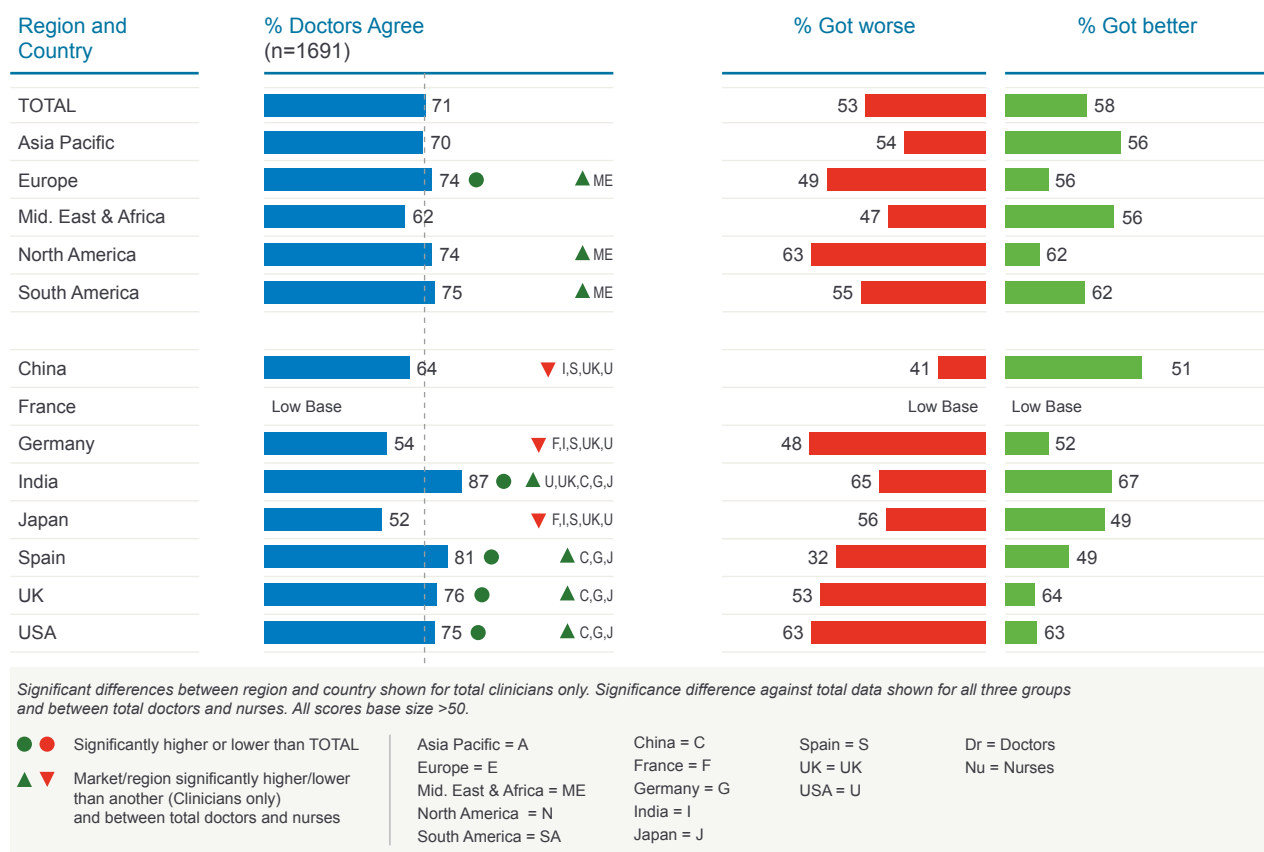 Region and
Country
% Doctors Agree
(n=1691)
% Got worse
% Got better
TOTAL 71 53 58
Asia Pacific 70 54 56
Europe 74 ME 49 56
Mid. East & Africa 62 47 56
North America 74 ME 63 62
South America 75 ME 55 62
China 64 I,S,UK,U 41 51
France Low Base Low Base Low Base
Germany 54 F,I,S,UK,U 48 52
India 87 U,UK,C,G,J 65 67
Japan 52 F,I,S,UK,U 56 49
Spain 81 C,G,J 32 49
UK 76 C,G,J 53 64
USA 75 C,G,J 63 63
Significant differences between region and country shown for total clinicians only. Significance difference against total data shown for all three groups
and between total doctors and nurses. All scores base size >50.
Significantly higher or lower than TOTAL
Market/region significantly higher/lower
than another (Clinicians only)
and between total doctors and nurses
Asia Pacific = A
Europe = E
Mid. East & Africa = ME
North America = N
South America = SA
China = C
France = F
Germany = G
India = I
Japan = J
Spain = S
UK = UK
USA = U
Dr = Doctors
Nu = Nurses